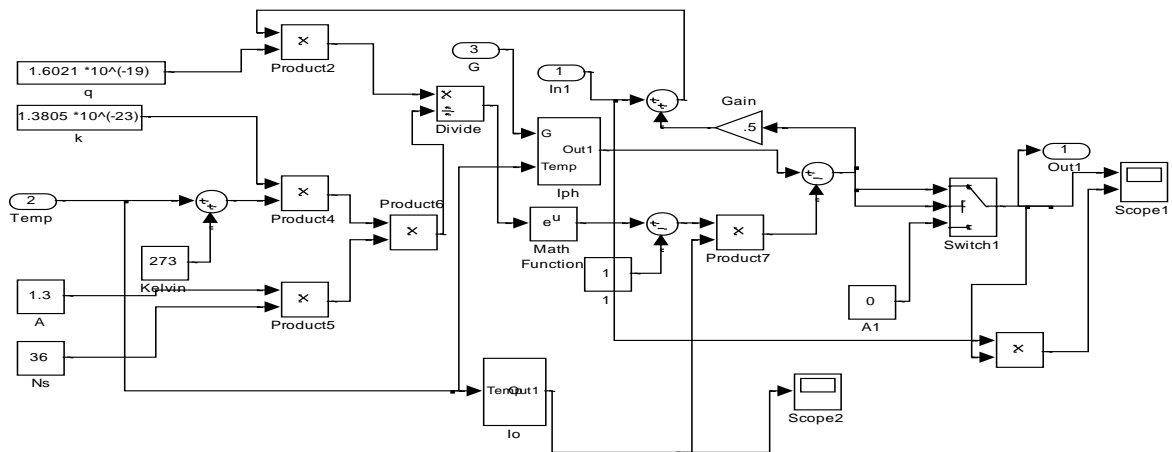 1.6021 *10^(-19)
q
1.3805 *10^(-23)
k
2
Temp
273
Kelvin
1.3
A
36
Ns
×
Product2
×
Product4
×
Product5
Product6
×
×
÷
Divide
3
G
1
In1
G
Temp
Out1
Iph
e^u
Math
Function
1
1
Gain
.5
×
Product7
0
A1
Switch1
1
Out1
Scope1
×
Out1
Io
Scope2